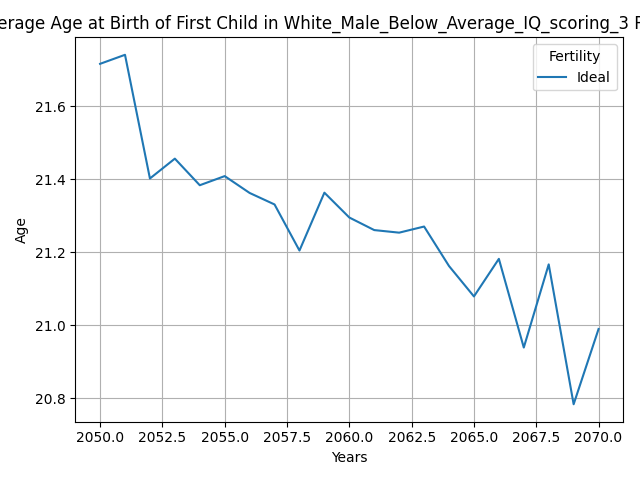 Average Age at Birth of First Child in White_Male_Below_Average_IQ_scoring_3
Fertility
Ideal
21.6
21.4
21.2
21.0
20.8
Age
2050.0 2052.5 2055.0 2057.5 2060.0 2062.5 2065.0 2067.5 2070.0
Years